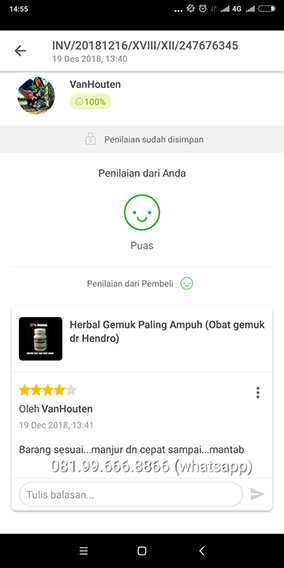 14:55
4G
INV/20181216/XVIII/XII/247676345
19 Des 2018, 13:40
VanHouten
100%
Penilaian sudah disimpan
Penilaian dari Anda
Puas
Penilaian dari Pembeli
Herbal Gemuk Paling Ampuh (Obat gemuk
dr Hendro)
Oleh VanHouten
19 Dec 2018, 13:41
Barang sesuai...manjur dn cepat sampai...mantab
081.99.666.8866 (whatsapp)
Tulis balasan...